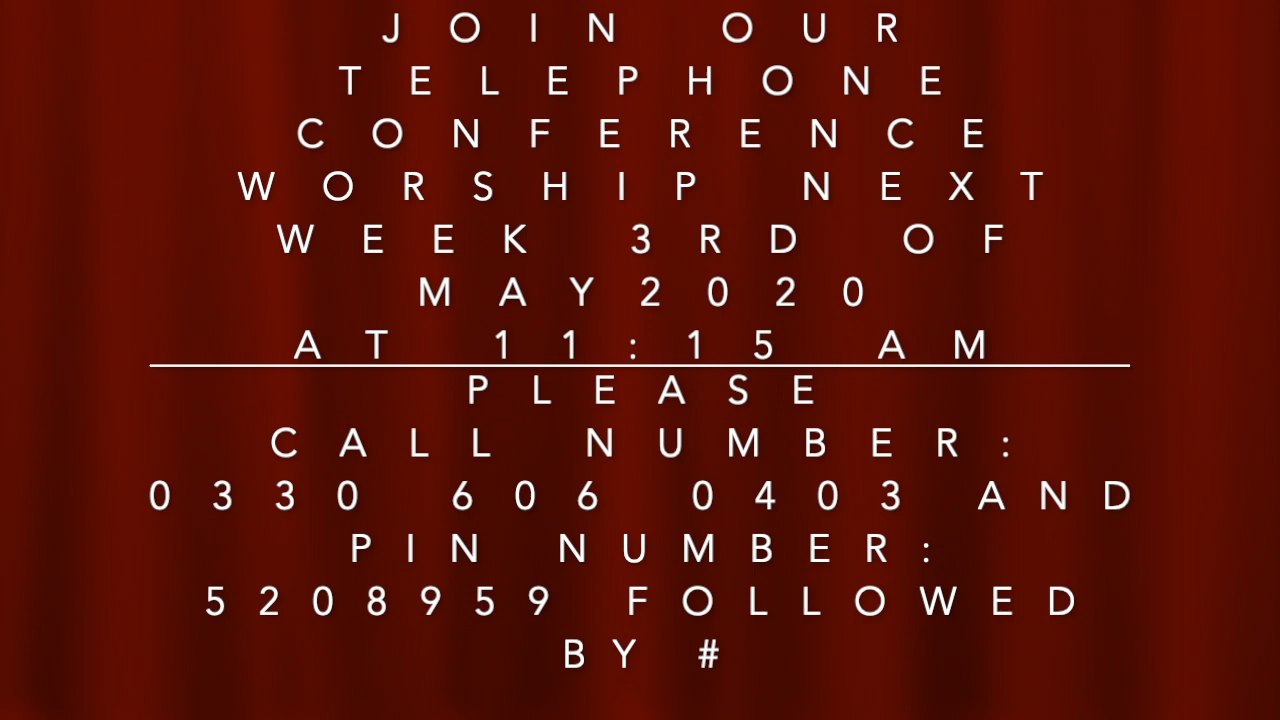 JOIN OUR
TELEPHONE
CONFERENCE
WORSHIP NEXT
WEEK 3RD OF
MAY2020
AT 11:15 AM
PLEASE
CALL NUMBER:
0330 606 0403 AND
PIN NUMBER:
5208959 FOLLOWED
BY #